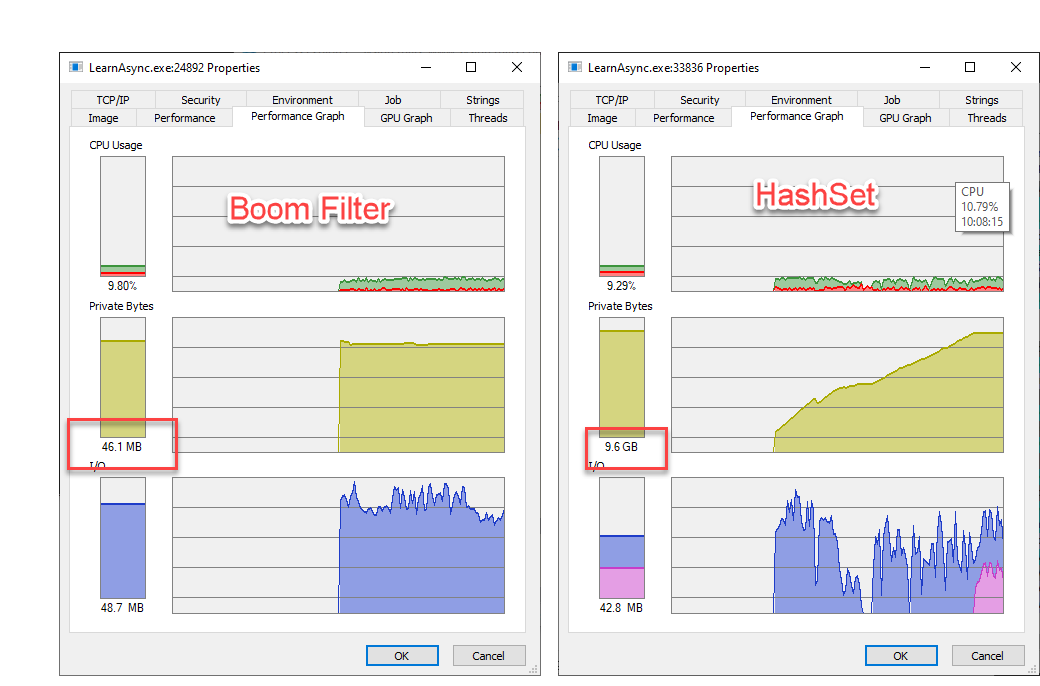 LearnAsync.exe:24892 Properties
TCP/IP Security Environment Job Strings
Image Performance Performance Graph GPU Graph Threads
CPU Usage
Boom Filter
9.80%
Private Bytes
46.1 MB
I/O
48.7 MB
OK Cancel
LearnAsync.exe:33836 Properties
TCP/IP Security Environment Job Strings
Image Performance Performance Graph GPU Graph Threads
CPU Usage
HashSet
CPU
10.79%
10:08:15
9.29%
Private Bytes
9.6 GB
I/O
42.8 MB
OK Cancel